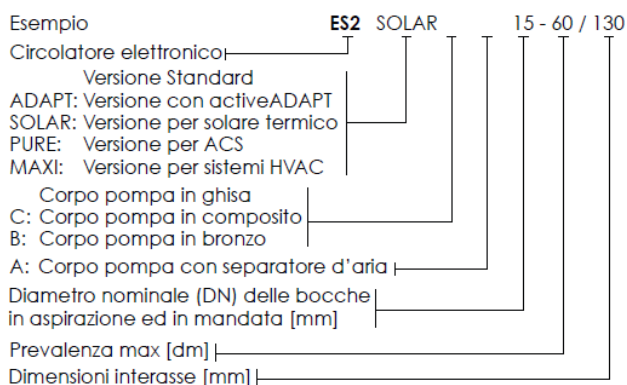 Esempio ES2 SOLAR 15 - 60 / 130
Circolatore elettronico
Versione Standard
ADAPT: Versione con activeADAPT
SOLAR: Versione per solare termico
PURE: Versione per ACS
MAXI: Versione per sistemi HVAC
Corpo pompa in ghisa
C: Corpo pompa in composito
B: Corpo pompa in bronzo
A: Corpo pompa con separatore d'aria
Diametro nominale (DN) delle bocche
in aspirazione ed in mandata [mm]
Prevalenza max [dm]
Dimensioni interasse [mm]